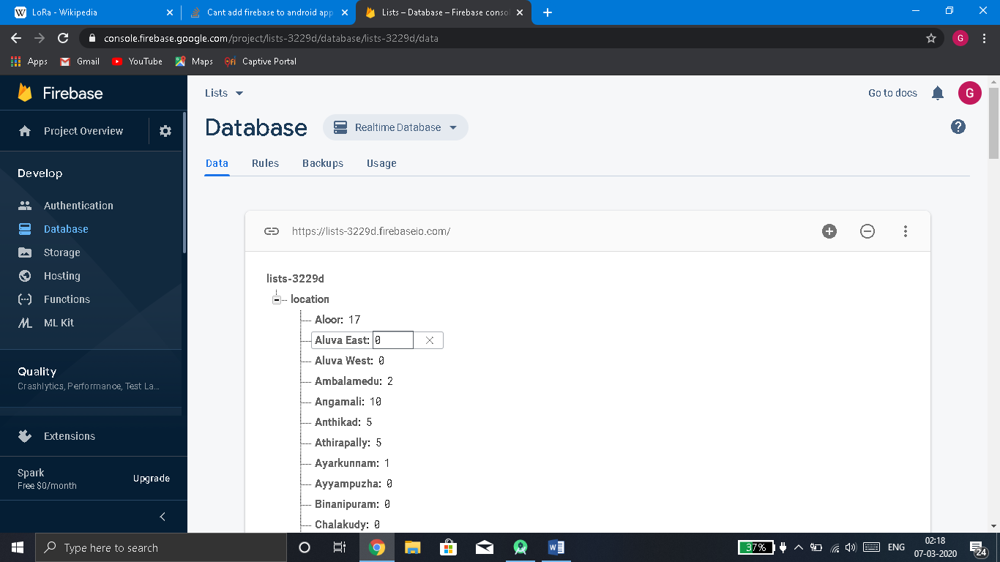 LoRa - Wikipedia
Cant add firebase to android app
Lists – Database – Firebase conso
console.firebase.google.com/project/lists-3229d/database/lists-3229d/data
G
Apps
Gmail
YouTube
Maps
Captive Portal
Firebase
Lists
Go to docs
G
Project Overview
Database
Realtime Database
Data
Rules
Backups
Usage
Develop
Authentication
Database
Storage
Hosting
Functions
ML Kit
Quality
Crashlytics, Performance, Test La...
Extensions
Spark
Free $0/month
Upgrade
https://lists-3229d.firebaseio.com/
lists-3229d
location
Aloor: 17
Aluva East: 0
Aluva West: 0
Ambalamedu: 2
Angamali: 10
Anthikad: 5
Athirapally: 5
Ayarkunnam: 1
Ayyampuzha: 0
Binanipuram: 0
Chalakudy: 0
Type here to search
37%
ENG
02:18
07-03-2020
24